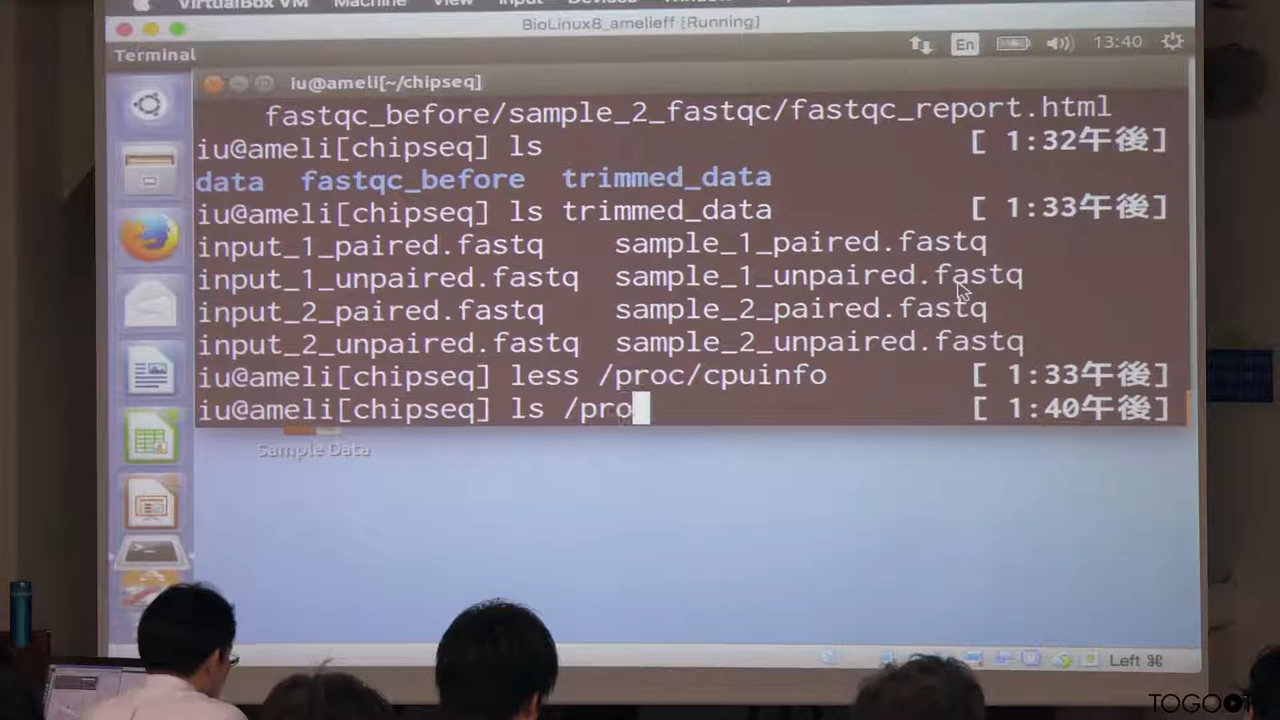 VirtualBox VM Machine View Input Devices
BioLinux8_amelieff [Running]
Terminal En 13:40
iu@ameli[~/chipseq]
fastqc_before/sample_2_fastqc/fastqc_report.html
iu@ameli[chipseq] ls [ 1:32午後]
data fastqc_before trimmed_data
iu@ameli[chipseq] ls trimmed_data [ 1:33午後]
input_1_paired.fastq sample_1_paired.fastq
input_1_unpaired.fastq sample_1_unpaired.fastq
input_2_paired.fastq sample_2_paired.fastq
input_2_unpaired.fastq sample_2_unpaired.fastq
iu@ameli[chipseq] less /proc/cpuinfo [ 1:33午後]
iu@ameli[chipseq] ls /pro [ 1:40午後]
Sample Data
Left ⌘